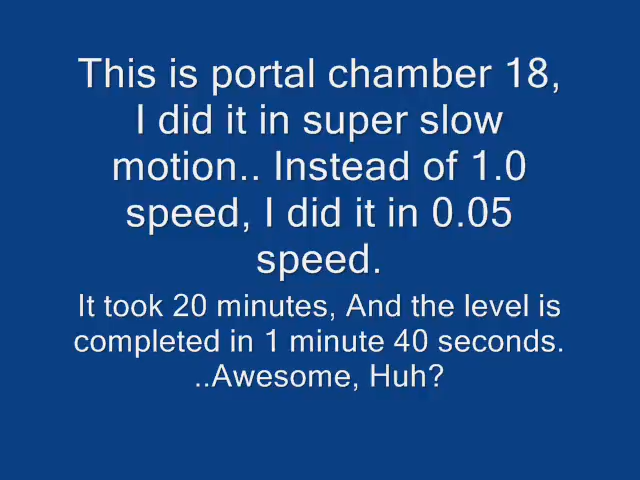 This is portal chamber 18,
I did it in super slow
motion.. Instead of 1.0
speed, I did it in 0.05
speed.
It took 20 minutes, And the level is
completed in 1 minute 40 seconds.
..Awesome, Huh?